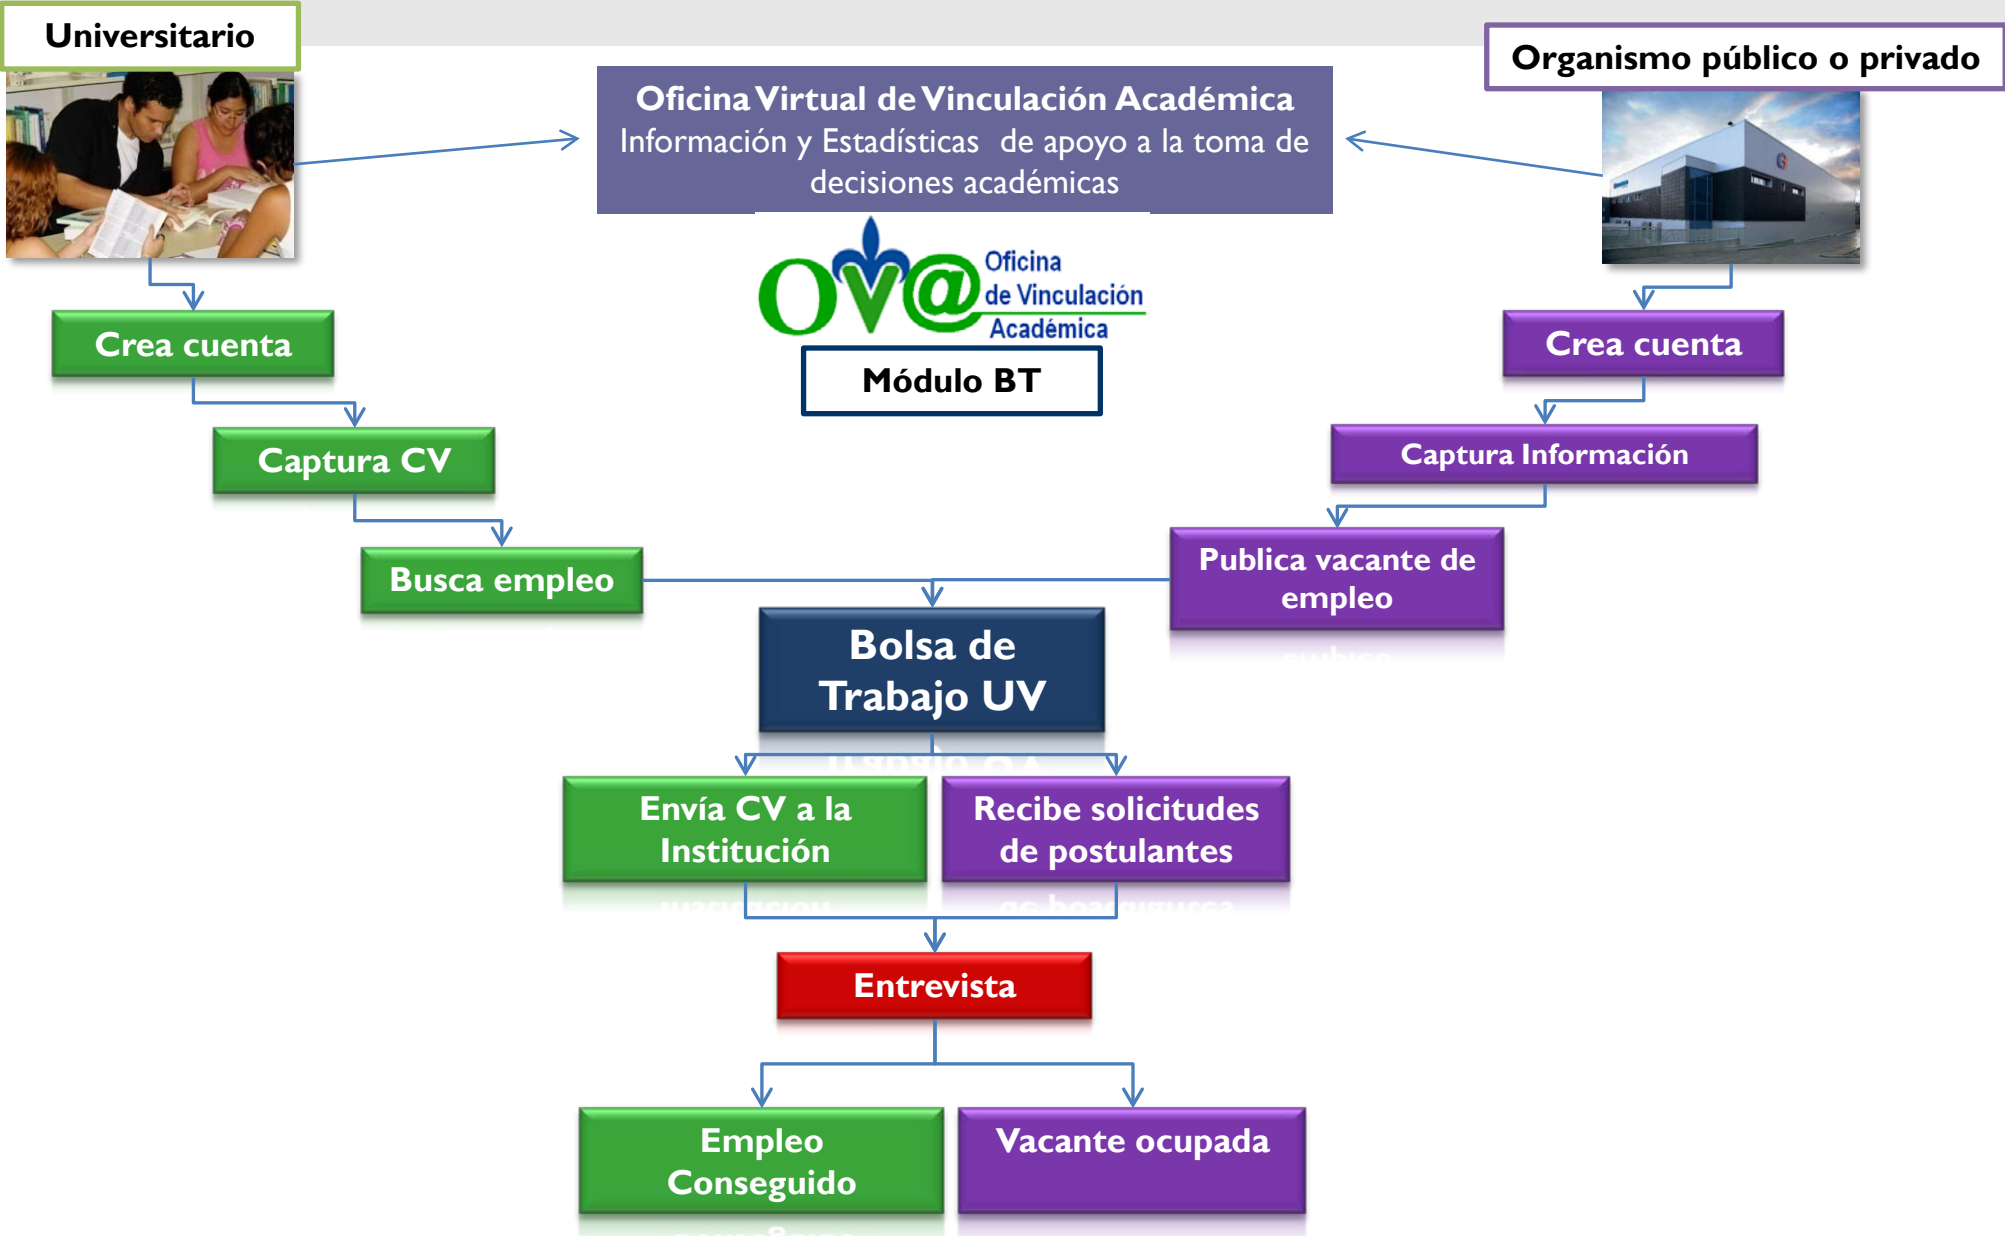 Universitario
Organismo público o privado
Oficina Virtual de Vinculación Académica
Información y Estadísticas de apoyo a la toma de
decisiones académicas
OV@
Oficina
de Vinculación
Académica
Módulo BT
Crea cuenta
Crea cuenta
Captura CV
Captura Información
Busca empleo
Publica vacante de
empleo
Bolsa de
Trabajo UV
Envía CV a la
Institución
Recibe solicitudes
de postulantes
Entrevista
Empleo
Conseguido
Vacante ocupada